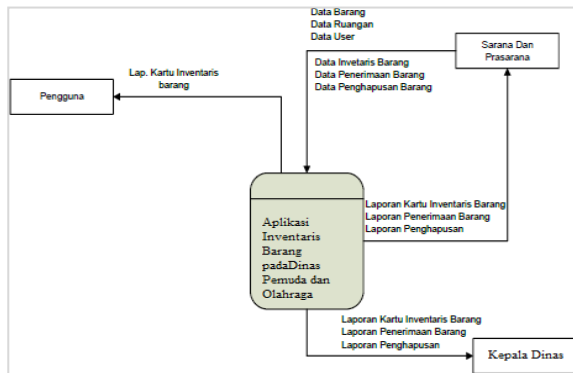 Data Barang
Data Ruangan
Data User
Sarana Dan
Prasarana
Data Invetaris Barang
Data Penerimaan Barang
Data Penghapusan Barang
Lap. Kartu Inventaris
barang
Pengguna
Aplikasi
Inventaris
Barang
padaDinas
Pemuda dan
Olahraga
Laporan Kartu Inventaris Barang
Laporan Penerimaan Barang
Laporan Penghapusan
Laporan Kartu Inventaris Barang
Laporan Penerimaan Barang
Laporan Penghapusan
Kepala Dinas